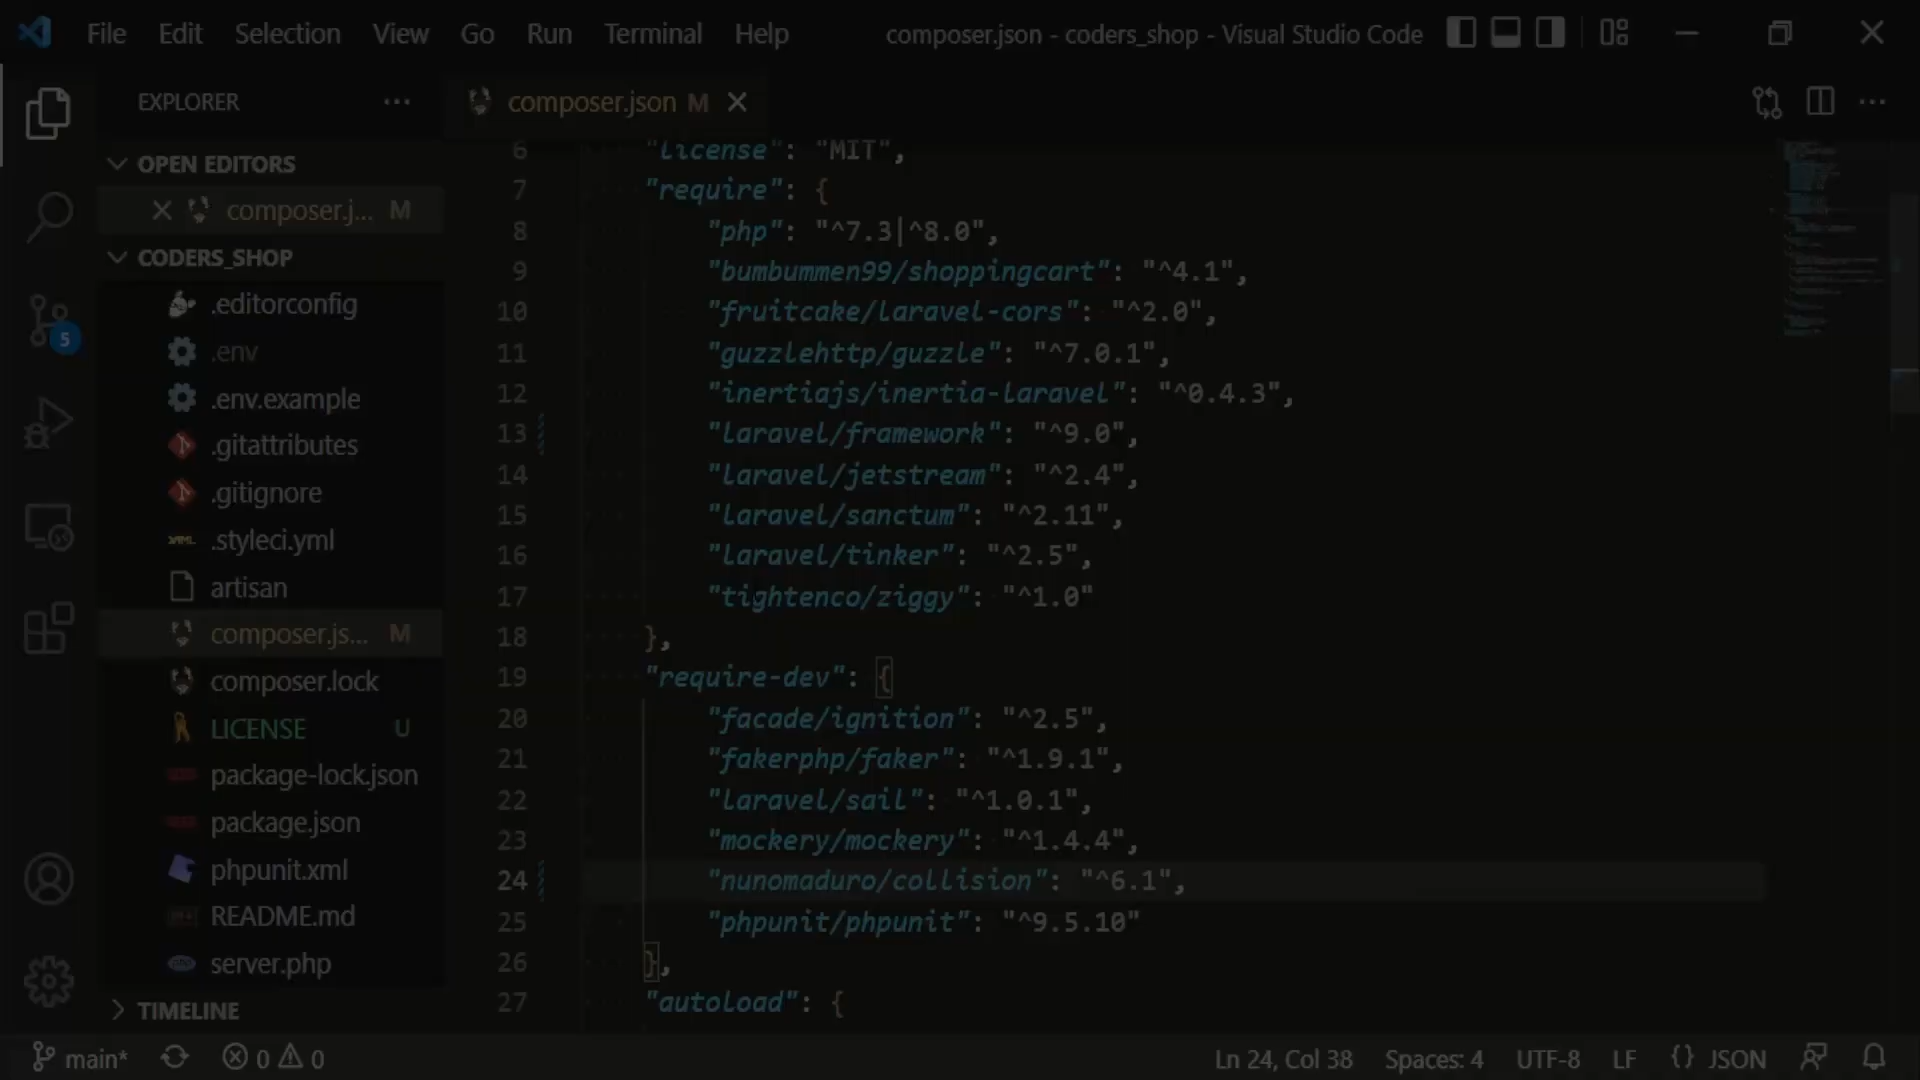 File Edit Selection View Go Run Terminal Help composer.json - coders_shop - Visual Studio Code
EXPLORER
composer.json M
OPEN EDITORS
composer.j... M
CODERS_SHOP
.editorconfig
.env
.env.example
.gitattributes
.gitignore
.styleci.yml
artisan
composer.js... M
composer.lock
LICENSE U
package-lock.json
package.json
phpunit.xml
README.md
server.php
TIMELINE
5
6 "license": "MIT",
7 "require": {
8 "php": "^7.3|^8.0",
9 "bumbummen99/shoppingcart": "^4.1",
10 "fruitcake/laravel-cors": "^2.0",
11 "guzzlehttp/guzzle": "^7.0.1",
12 "inertiajs/inertia-laravel": "^0.4.3",
13 "laravel/framework": "^9.0",
14 "laravel/jetstream": "^2.4",
15 "laravel/sanctum": "^2.11",
16 "laravel/tinker": "^2.5",
17 "tightenco/ziggy": "^1.0"
18 },
19 "require-dev": {
20 "facade/ignition": "^2.5",
21 "fakerphp/faker": "^1.9.1",
22 "laravel/sail": "^1.0.1",
23 "mockery/mockery": "^1.4.4",
24 "nunomaduro/collision": "^6.1",
25 "phpunit/phpunit": "^9.5.10"
26 },
27 "autoload": {
main* 0 0 Ln 24, Col 38 Spaces: 4 UTF-8 LF {} JSON